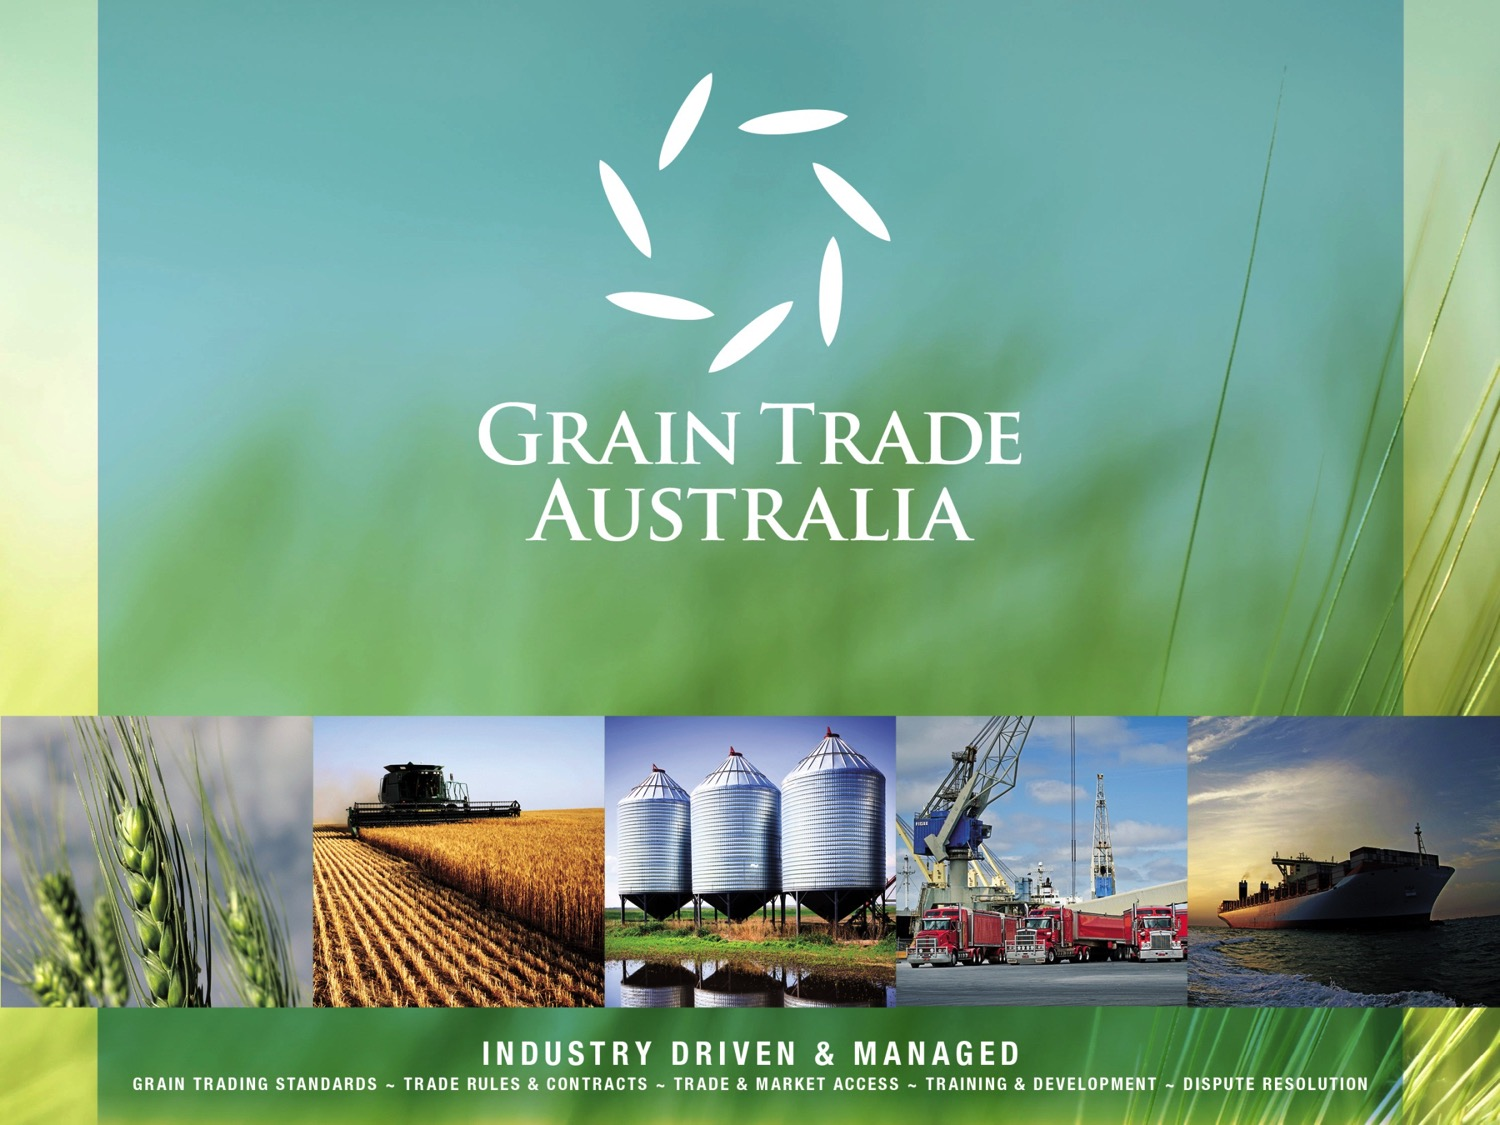 GRAIN TRADE
AUSTRALIA
INDUSTRY DRIVEN & MANAGED
GRAIN TRADING STANDARDS ~ TRADE RULES & CONTRACTS ~ TRADE & MARKET ACCESS ~ TRAINING & DEVELOPMENT ~ DISPUTE RESOLUTION